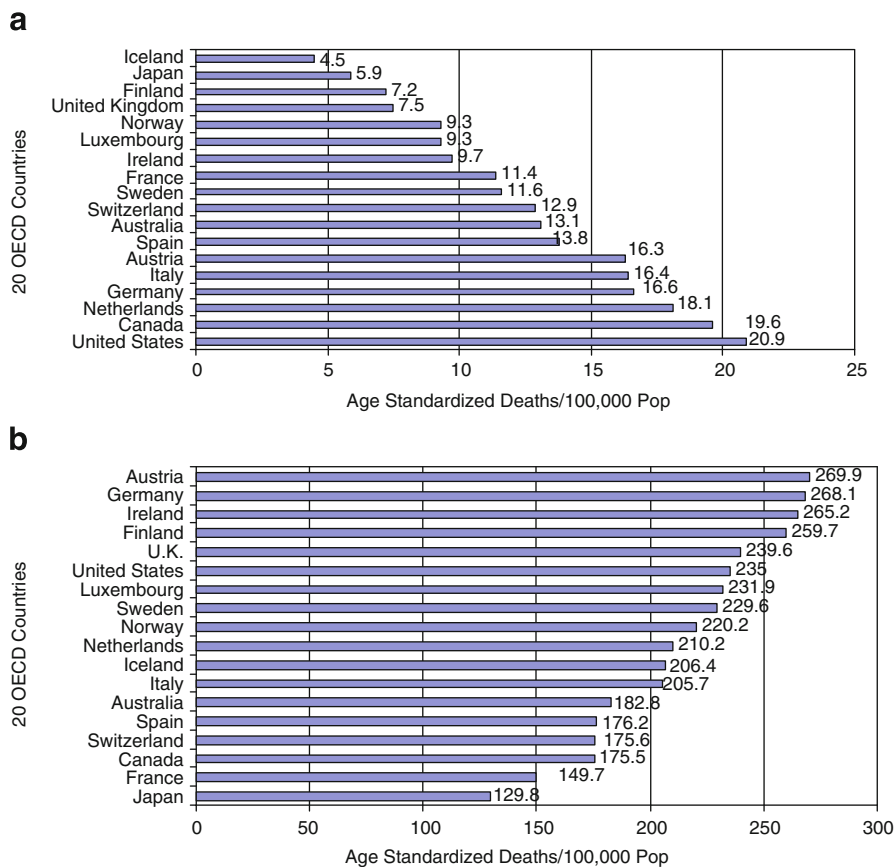 a
20 OECD Countries
Iceland 4.5
Japan 5.9
Finland 7.2
United Kingdom 7.5
Norway 9.3
Luxembourg 9.3
Ireland 9.7
France 11.4
Sweden 11.6
Switzerland 12.9
Australia 13.1
Spain 13.8
Austria 16.3
Italy 16.4
Germany 16.6
Netherlands 18.1
Canada 19.6
United States 20.9
0 5 10 15 20 25
Age Standardized Deaths/100,000 Pop
b
20 OECD Countries
Austria 269.9
Germany 268.1
Ireland 265.2
Finland 259.7
U.K. 239.6
United States 235
Luxembourg 231.9
Sweden 229.6
Norway 220.2
Netherlands 210.2
Iceland 206.4
Italy 205.7
Australia 182.8
Spain 176.2
Switzerland 175.6
Canada 175.5
France 149.7
Japan 129.8
0 50 100 150 200 250 300
Age Standardized Deaths/100,000 Pop